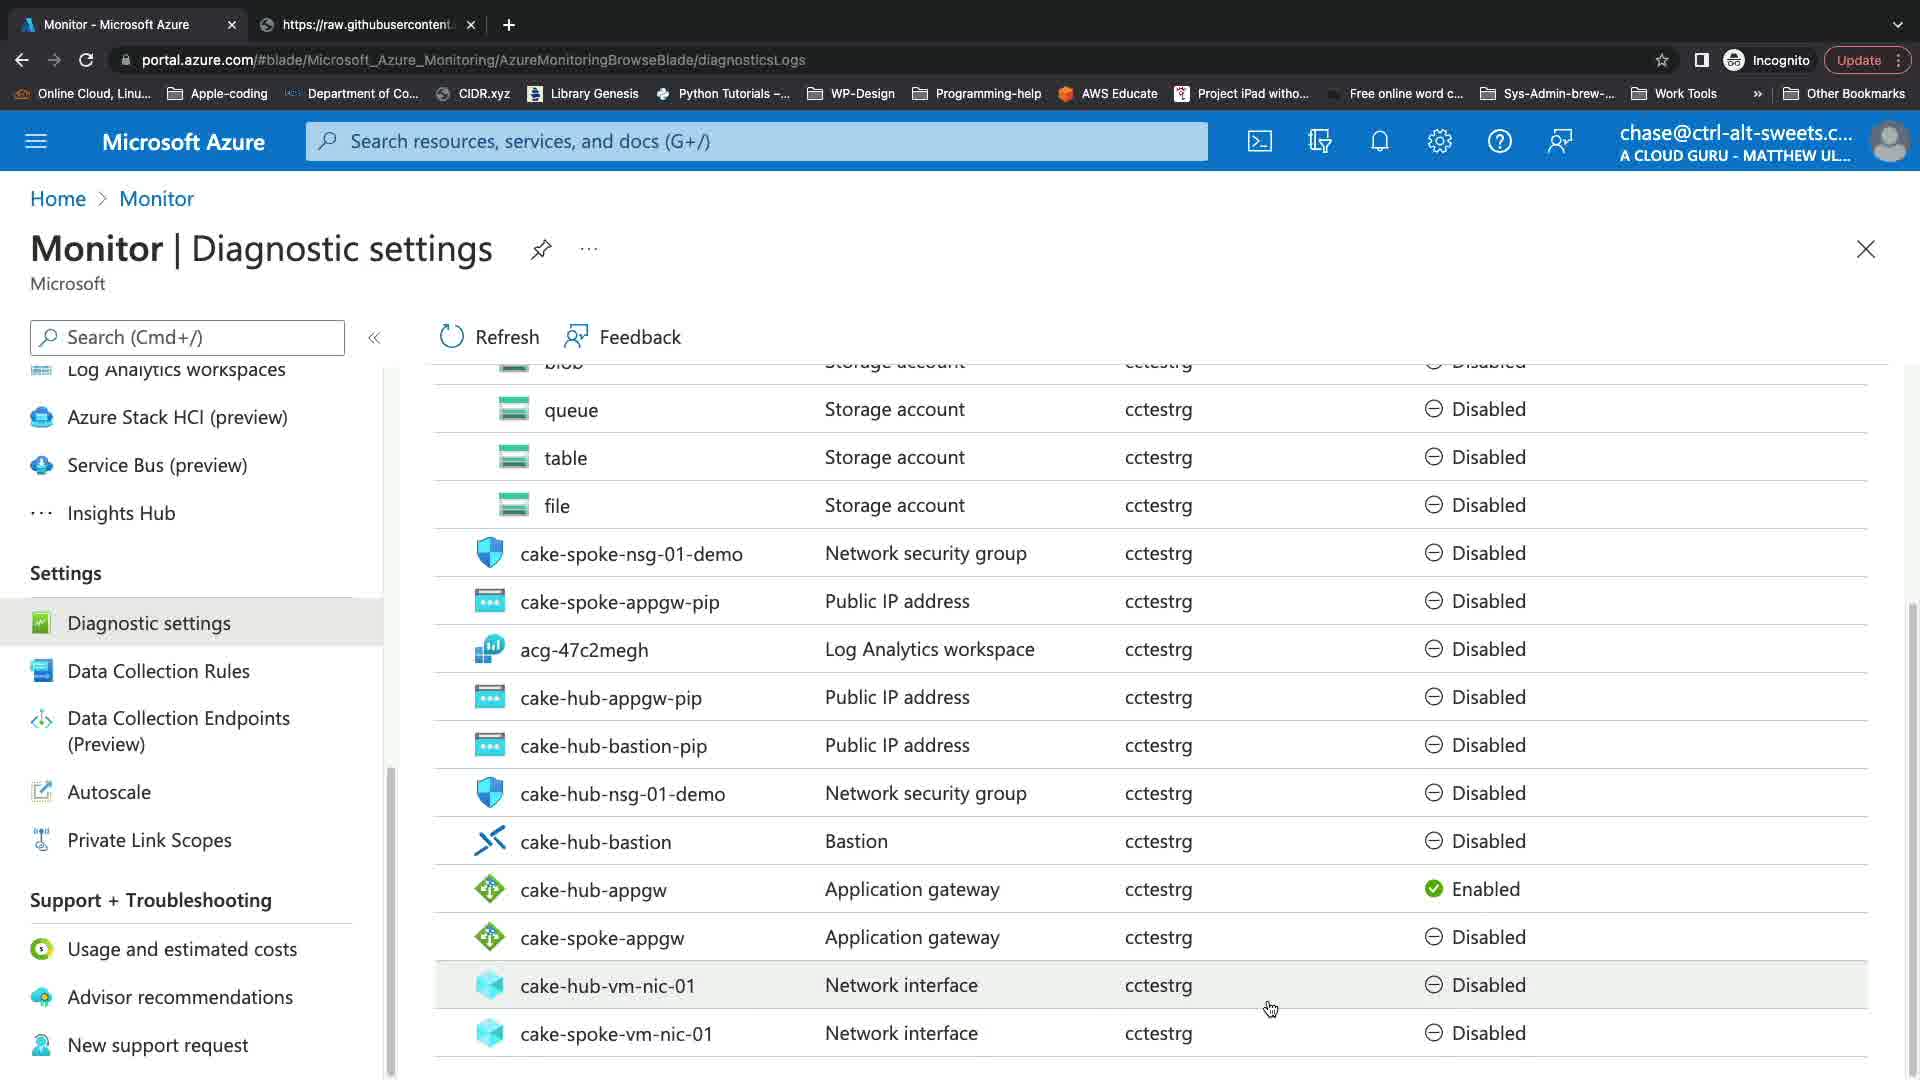 Monitor - Microsoft Azure
https://raw.githubusercontent.
portal.azure.com/#blade/Microsoft_Azure_Monitoring/AzureMonitoringBrowseBlade/diagnosticsLogs
Incognito
Update
Online Cloud, Linu...
Apple-coding
Department of Co...
CIDR.xyz
Library Genesis
Python Tutorials –...
WP-Design
Programming-help
AWS Educate
Project iPad witho...
Free online word c...
Sys-Admin-brew-...
Work Tools
»
Other Bookmarks
Microsoft Azure
Search resources, services, and docs (G+/)
chase@ctrl-alt-sweets.c...
A CLOUD GURU - MATTHEW UL...
Home > Monitor
Monitor | Diagnostic settings
...
Microsoft
Search (Cmd+/)
«
Refresh
Feedback
Log Analytics workspaces
Azure Stack HCI (preview)
Service Bus (preview)
Insights Hub
Settings
Diagnostic settings
Data Collection Rules
Data Collection Endpoints
(Preview)
Autoscale
Private Link Scopes
Support + Troubleshooting
Usage and estimated costs
Advisor recommendations
New support request
blob Storage account cctestrg Disabled
queue Storage account cctestrg Disabled
table Storage account cctestrg Disabled
file Storage account cctestrg Disabled
cake-spoke-nsg-01-demo Network security group cctestrg Disabled
cake-spoke-appgw-pip Public IP address cctestrg Disabled
acg-47c2megh Log Analytics workspace cctestrg Disabled
cake-hub-appgw-pip Public IP address cctestrg Disabled
cake-hub-bastion-pip Public IP address cctestrg Disabled
cake-hub-nsg-01-demo Network security group cctestrg Disabled
cake-hub-bastion Bastion cctestrg Disabled
cake-hub-appgw Application gateway cctestrg Enabled
cake-spoke-appgw Application gateway cctestrg Disabled
cake-hub-vm-nic-01 Network interface cctestrg Disabled
cake-spoke-vm-nic-01 Network interface cctestrg Disabled